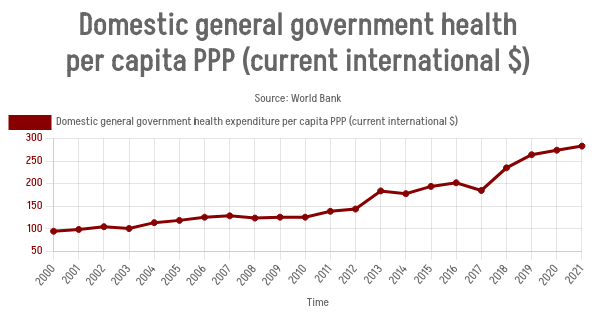 Domestic general government health
per capita PPP (current international $)
Source: World Bank
Domestic general government health expenditure per capita PPP (current international $)
300
250
200
150
100
50
2000 2001 2002 2003 2004 2005 2006 2007 2008 2009 2010 2011 2012 2013 2014 2015 2016 2017 2018 2019 2020 2021
Time